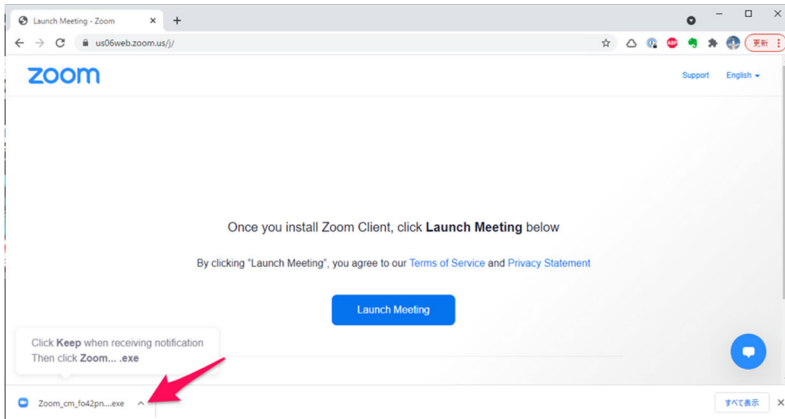 Launch Meeting - Zoom
us06web.zoom.us/j/
ABP
更新
zoom
Support English
Once you install Zoom Client, click Launch Meeting below
By clicking "Launch Meeting", you agree to our Terms of Service and Privacy Statement
Launch Meeting
Click Keep when receiving notification
Then click Zoom... .exe
Zoom_cm_fo42pn....exe
すべて表示